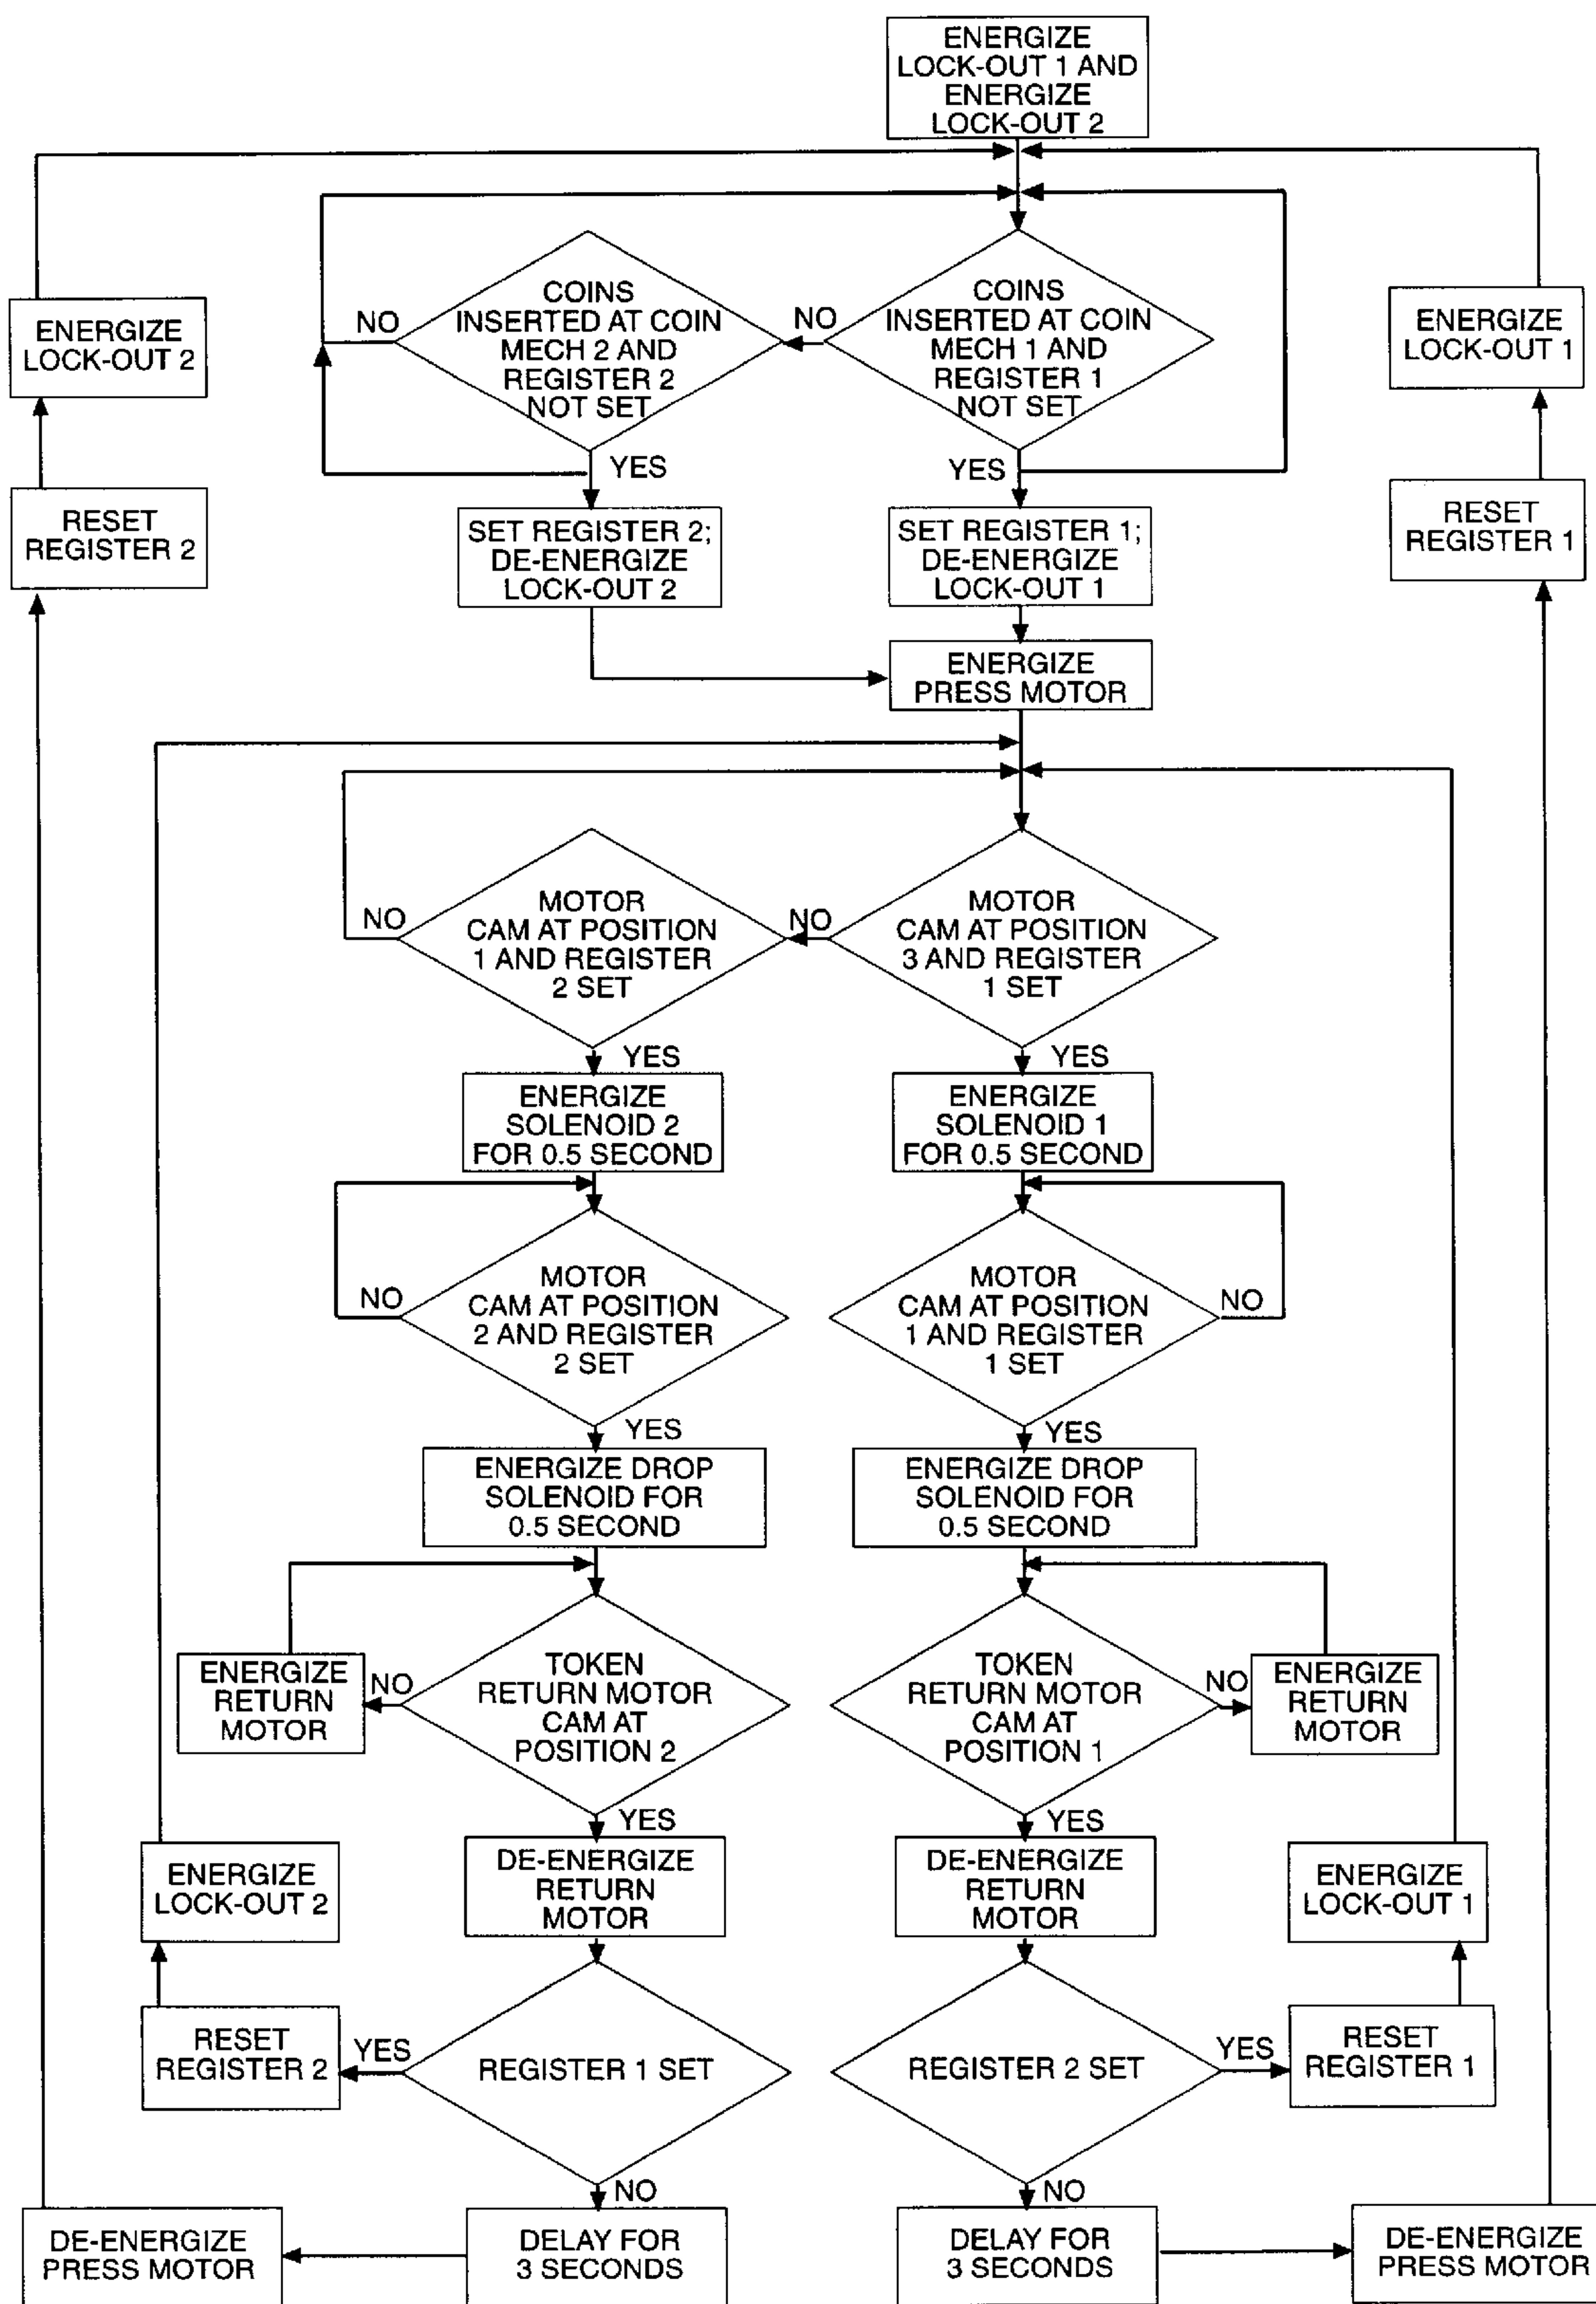 ENERGIZE
LOCK-OUT 1 AND
ENERGIZE
LOCK-OUT 2
ENERGIZE
LOCK-OUT 2
NO
COINS
INSERTED AT COIN
MECH 2 AND
REGISTER 2
NOT SET
NO
COINS
INSERTED AT COIN
MECH 1 AND
REGISTER 1
NOT SET
ENERGIZE
LOCK-OUT 1
YES
YES
RESET
REGISTER 2
SET REGISTER 2;
DE-ENERGIZE
LOCK-OUT 2
SET REGISTER 1;
DE-ENERGIZE
LOCK-OUT 1
RESET
REGISTER 1
ENERGIZE
PRESS MOTOR
NO
MOTOR
CAM AT POSITION
1 AND REGISTER
2 SET
NO
MOTOR
CAM AT POSITION
3 AND REGISTER
1 SET
YES
YES
ENERGIZE
SOLENOID 2
FOR 0.5 SECOND
ENERGIZE
SOLENOID 1
FOR 0.5 SECOND
NO
MOTOR
CAM AT POSITION
2 AND REGISTER
2 SET
MOTOR
CAM AT POSITION
1 AND REGISTER
1 SET
NO
YES
YES
ENERGIZE DROP
SOLENOID FOR
0.5 SECOND
ENERGIZE DROP
SOLENOID FOR
0.5 SECOND
ENERGIZE
RETURN
MOTOR
NO
TOKEN
RETURN MOTOR
CAM AT
POSITION 2
TOKEN
RETURN MOTOR
CAM AT
POSITION 1
NO
ENERGIZE
RETURN
MOTOR
YES
YES
ENERGIZE
LOCK-OUT 2
DE-ENERGIZE
RETURN
MOTOR
DE-ENERGIZE
RETURN
MOTOR
ENERGIZE
LOCK-OUT 1
RESET
REGISTER 2
YES
REGISTER 1 SET
REGISTER 2 SET
YES
RESET
REGISTER 1
NO
NO
DE-ENERGIZE
PRESS MOTOR
DELAY FOR
3 SECONDS
DELAY FOR
3 SECONDS
DE-ENERGIZE
PRESS MOTOR